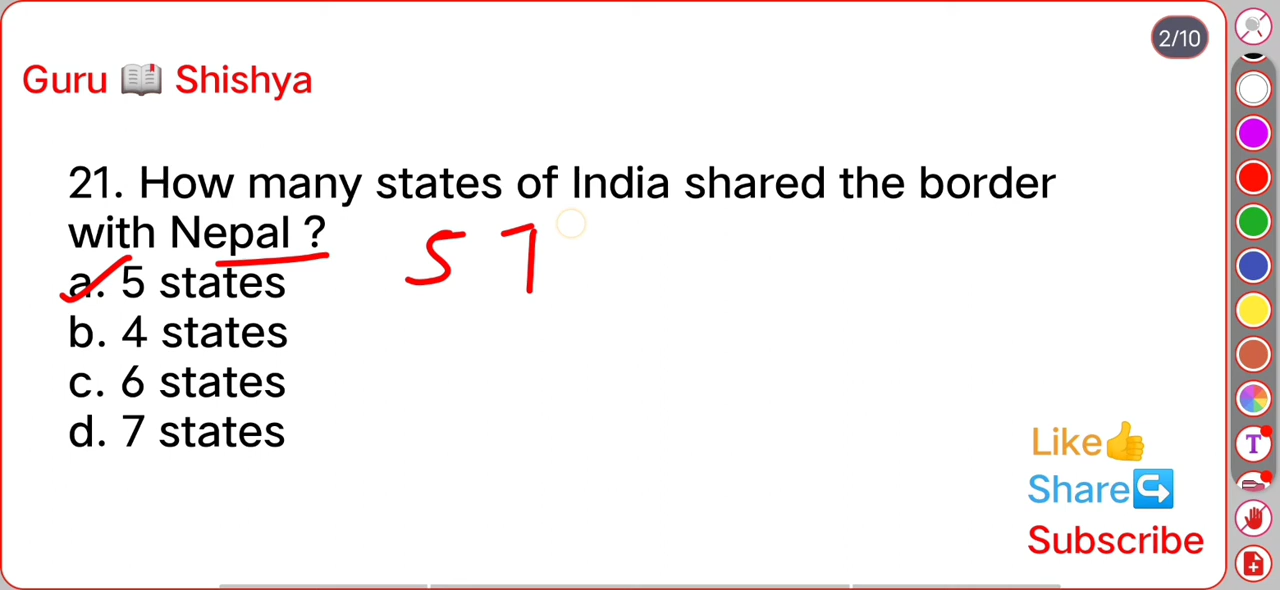 2/10
Guru 📖 Shishya
21. How many states of India shared the border
with Nepal ?
5
a. 5 states
b. 4 states
c. 6 states
d. 7 states
Like👍
Share↪️
Subscribe
T